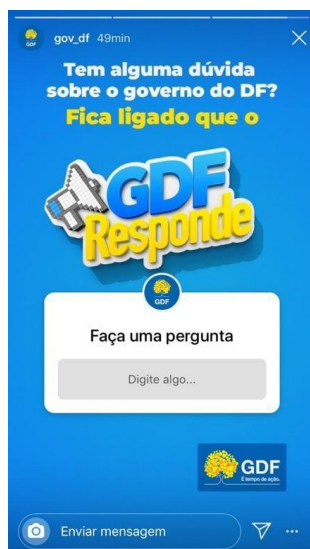 gov_df 49min
Tem alguma dúvida
sobre o governo do DF?
Fica ligado que o
GDF
Responde
GDF
Faça uma pergunta
Digite algo...
GDF
É tempo de ação.
Enviar mensagem